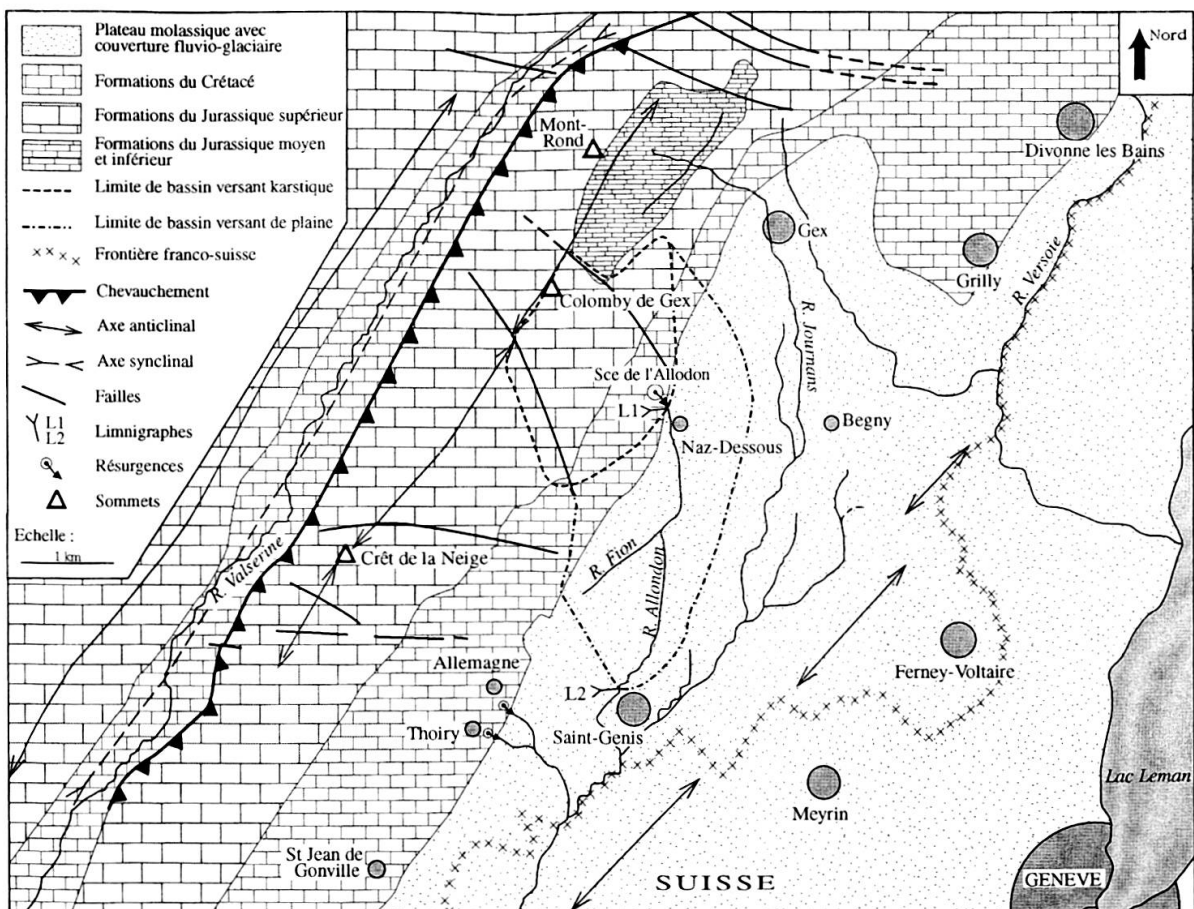 Plateau molassique avec
couverture fluvio-glaciaire
Formations du Crétacé
Formations du Jurassique supérieur
Formations du Jurassique moyen
et inférieur
Limite de bassin versant karstique
Limite de bassin versant de plaine
Frontière franco-suisse
Chevauchement
Axe anticlinal
Axe synclinal
Failles
L1
L2
Limnigraphes
Résurgences
Sommets
Echelle :
1 km
Nord
Mont-
Rond
Divonne les Bains
Gex
Grilly
R. Versoie
Colomby de Gex
R. Journans
Sce de l'Allodon
L1
Naz-Dessous
Begny
R. Valserine
Crêt de la Neige
R. Fion
R. Allondon
Ferney-Voltaire
Allemagne
L2
Thoiry
Saint-Genis
Lac Leman
Meyrin
St Jean de
Gonville
SUISSE
GENEVE